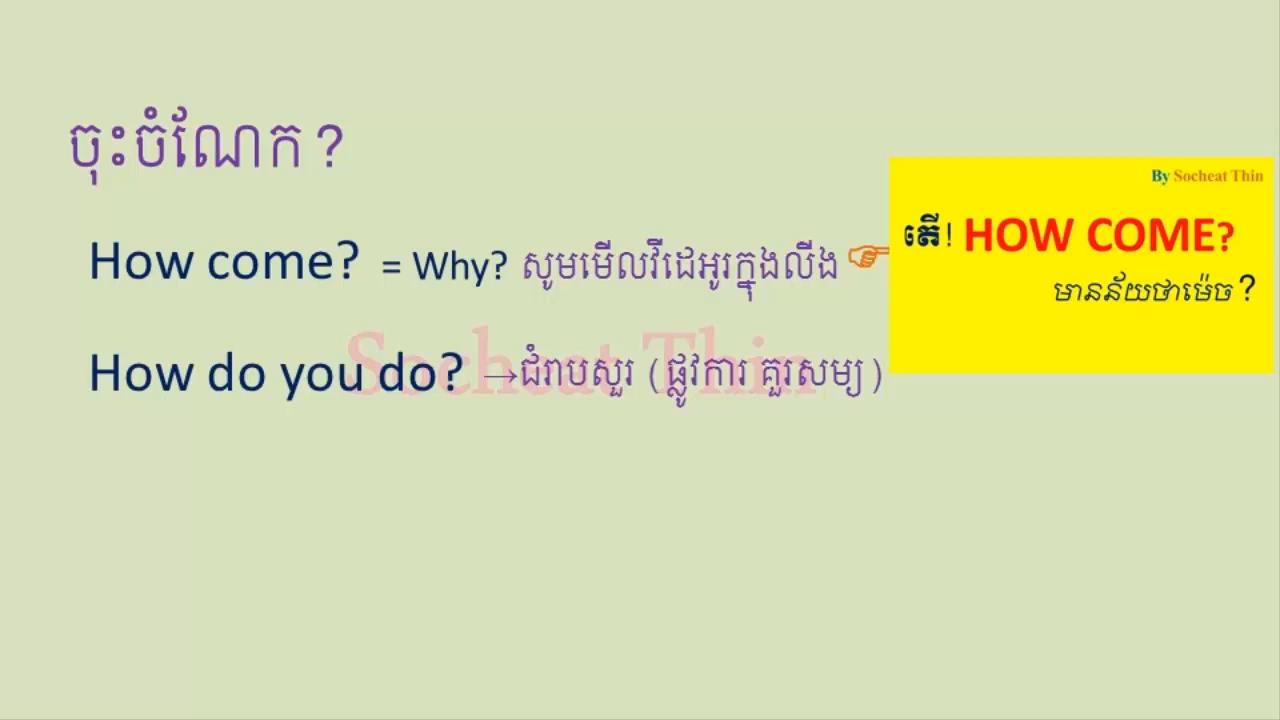 ចុះចំណែក ?
How come? = Why? សូមមើលវីដេអូរក្នុងលីង
How do you do? →ជំរាបសួរ (ផ្លូវការ គួរសម្យ)
Socheat Thin
By Socheat Thin
តើ! HOW COME?
មានន័យថាម៉េច ?